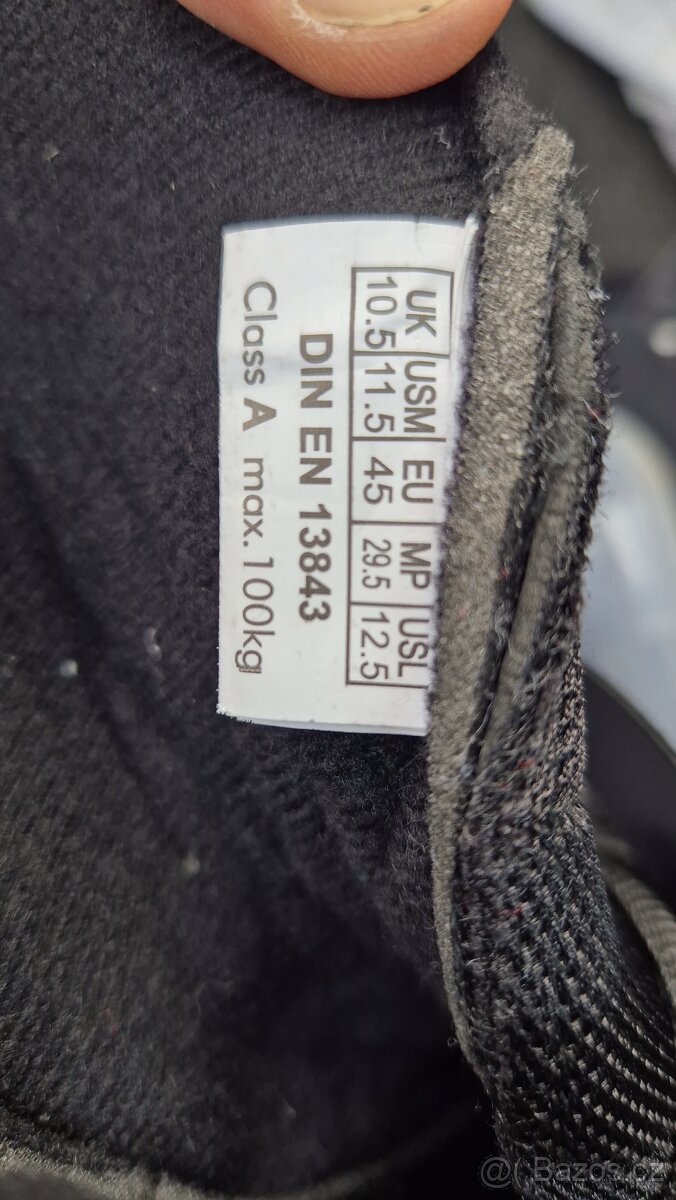 UK USM EU MP USL
10.5 11.5 45 29.5 12.5
DIN EN 13843
Class A max. 100kg
@( Bazos.cz